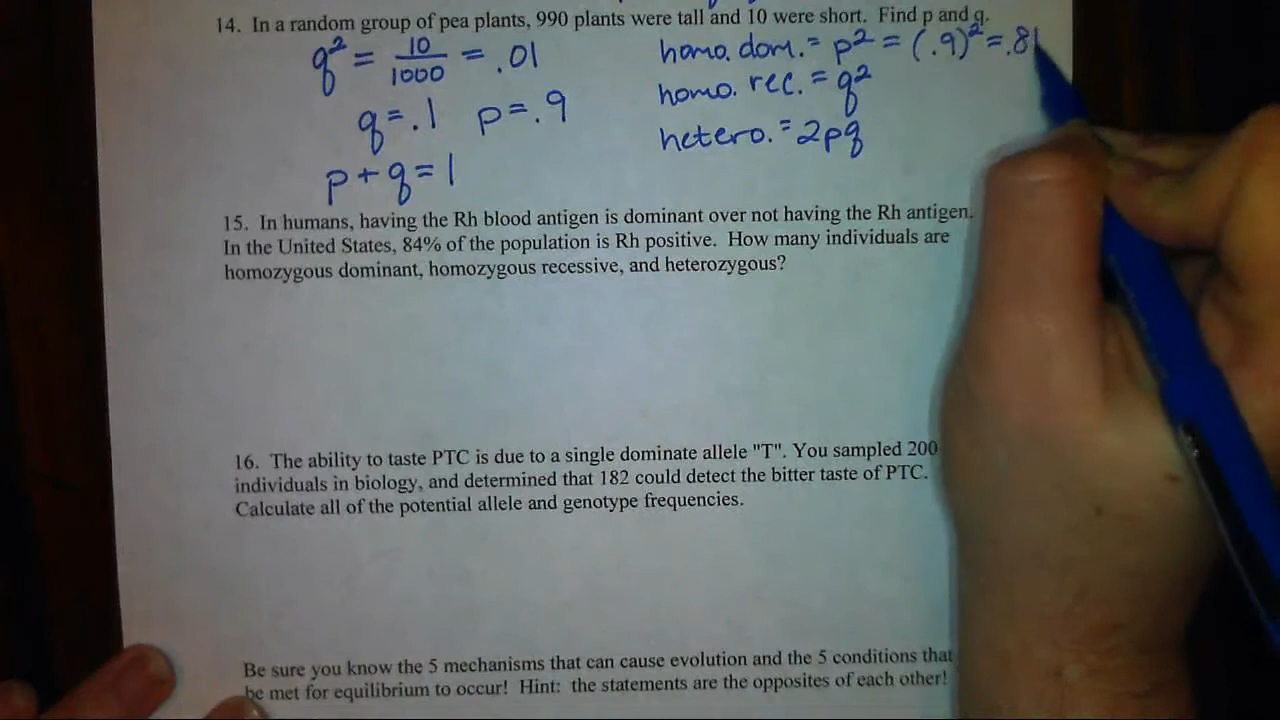 14. In a random group of pea plants, 990 plants were tall and 10 were short. Find p and q.
q² = 10/1000 = .01
q = .1 p = .9
p + q = 1
homo. dom. = p² = (.9)² = .81
homo. rec. = q²
hetero. = 2pq
15. In humans, having the Rh blood antigen is dominant over not having the Rh antigen.
In the United States, 84% of the population is Rh positive. How many individuals are
homozygous dominant, homozygous recessive, and heterozygous?
16. The ability to taste PTC is due to a single dominate allele "T". You sampled 200
individuals in biology, and determined that 182 could detect the bitter taste of PTC.
Calculate all of the potential allele and genotype frequencies.
Be sure you know the 5 mechanisms that can cause evolution and the 5 conditions that
be met for equilibrium to occur! Hint: the statements are the opposites of each other!